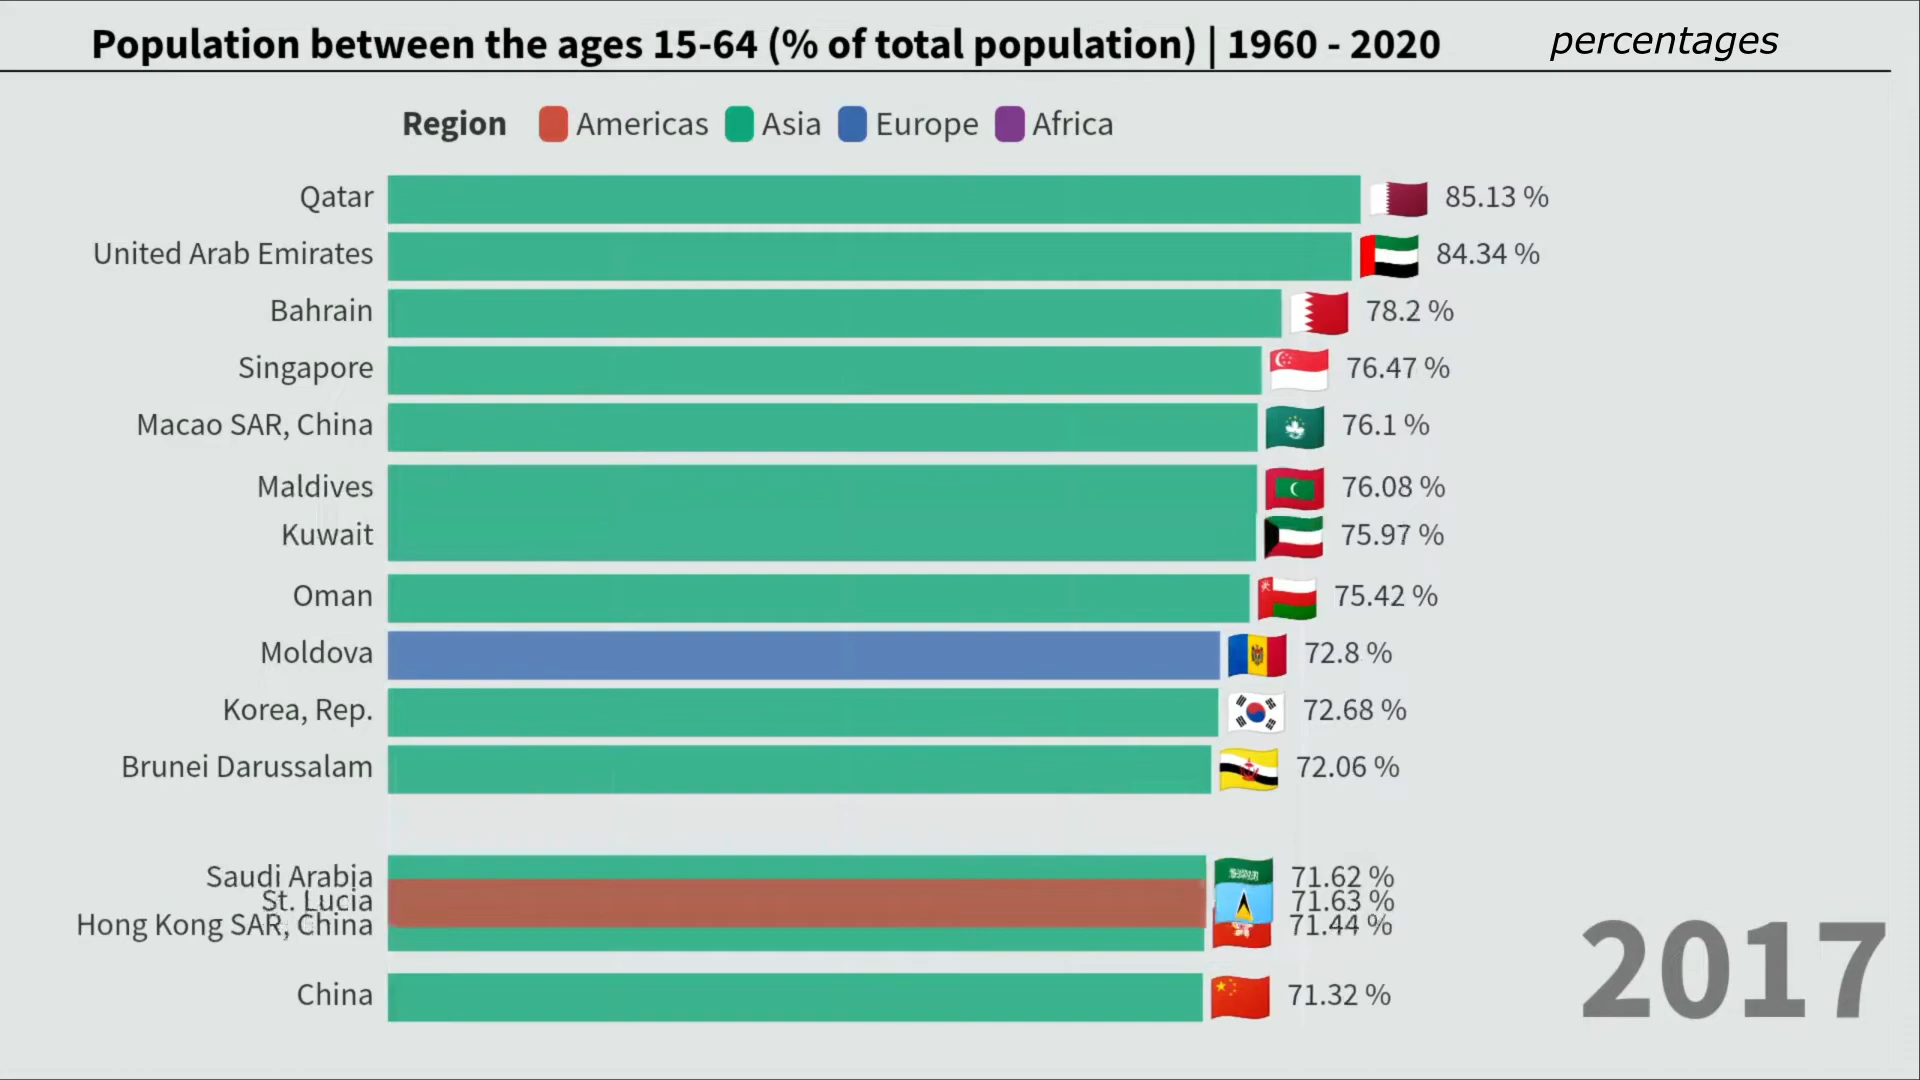 Population between the ages 15-64 (% of total population) | 1960 - 2020 percentages
Region Americas Asia Europe Africa
Qatar 85.13 %
United Arab Emirates 84.34 %
Bahrain 78.2 %
Singapore 76.47 %
Macao SAR, China 76.1 %
Maldives 76.08 %
Kuwait 75.97 %
Oman 75.42 %
Moldova 72.8 %
Korea, Rep. 72.68 %
Brunei Darussalam 72.06 %
Saudi Arabia 71.62 %
St. Lucia 71.63 %
Hong Kong SAR, China 71.44 %
China 71.32 %
2017